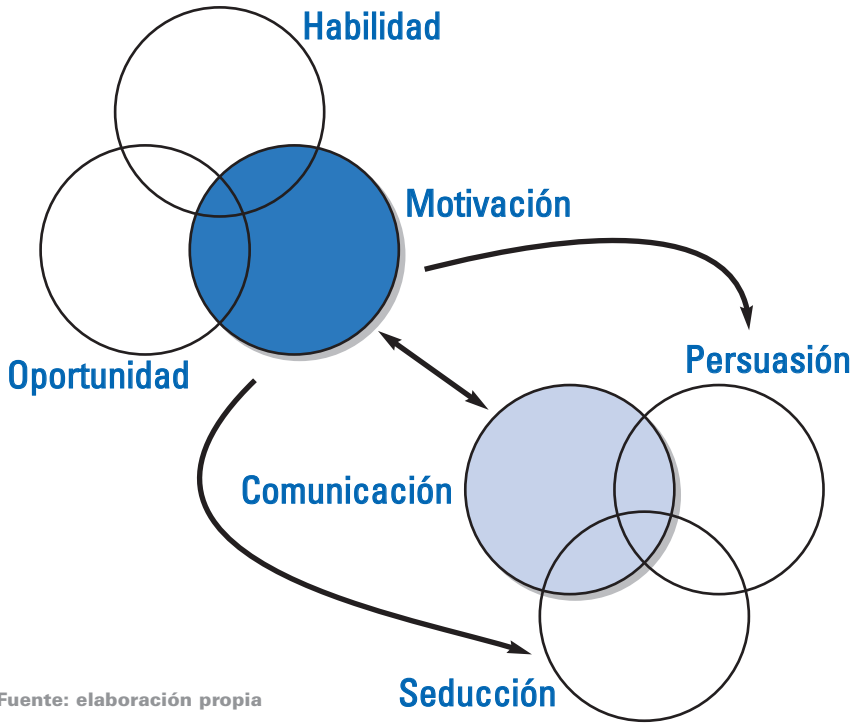 Habilidad
Motivación
Oportunidad
Persuasión
Comunicación
Seducción
Fuente: elaboración propia